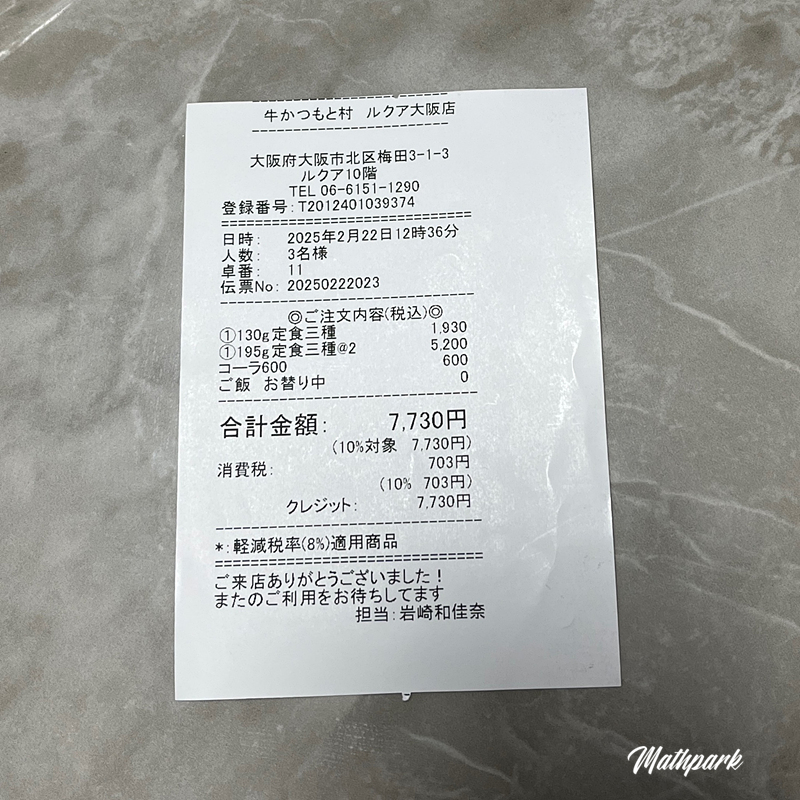 牛かつもと村 ルクア大阪店
大阪府大阪市北区梅田3-1-3
ルクア10階
TEL 06-6151-1290
登録番号:T2012401039374
日時: 2025年2月22日12時36分
人数: 3名様
卓番: 11
伝票No: 20250222023
◎ご注文内容(税込)◎
①130g定食三種 1,930
①195g定食三種@2 5,200
コーラ600 600
ご飯 お替り中 0
合計金額: 7,730円
(10%対象 7,730円)
消費税: 703円
(10% 703円)
クレジット: 7,730円
*:軽減税率(8%)適用商品
ご来店ありがとうございました!
またのご利用をお待ちしてます
担当:岩崎和佳奈
Mathpark